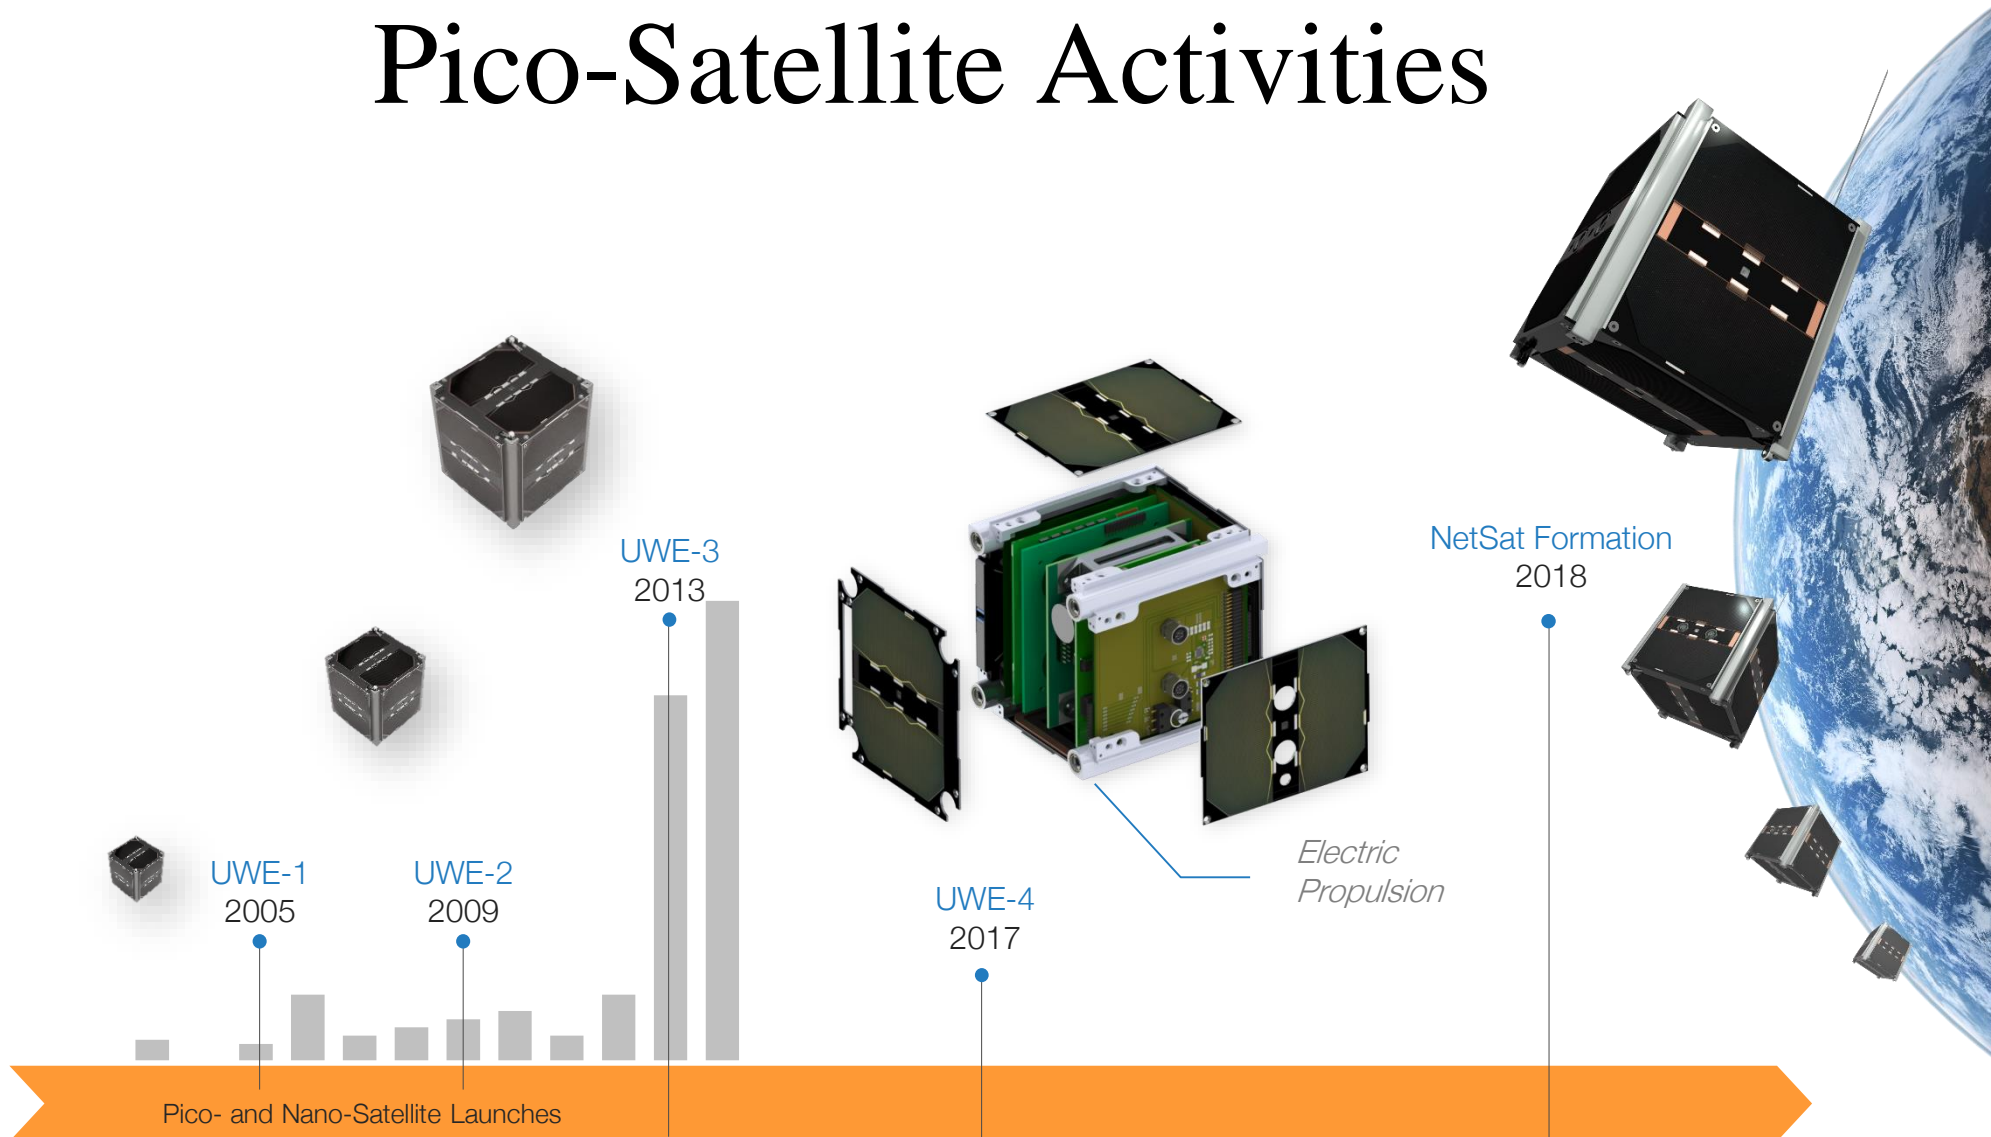 Pico-Satellite Activities
UWE-3
2013
NetSat Formation
2018
Electric
Propulsion
UWE-1
2005
UWE-2
2009
UWE-4
2017
Pico- and Nano-Satellite Launches